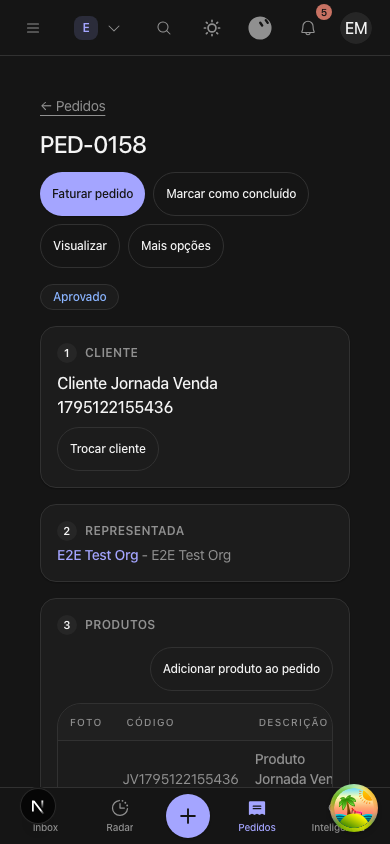 E
5
EM
← Pedidos
PED-0158
Faturar pedido
Marcar como concluído
Visualizar
Mais opções
Aprovado
1 CLIENTE
Cliente Jornada Venda
1795122155436
Trocar cliente
2 REPRESENTADA
E2E Test Org - E2E Test Org
3 PRODUTOS
Adicionar produto ao pedido
FOTO CÓDIGO DESCRIÇÃO
Produto
JV1795122155436 Jornada Ven
N
Inbox Radar Pedidos Intelig